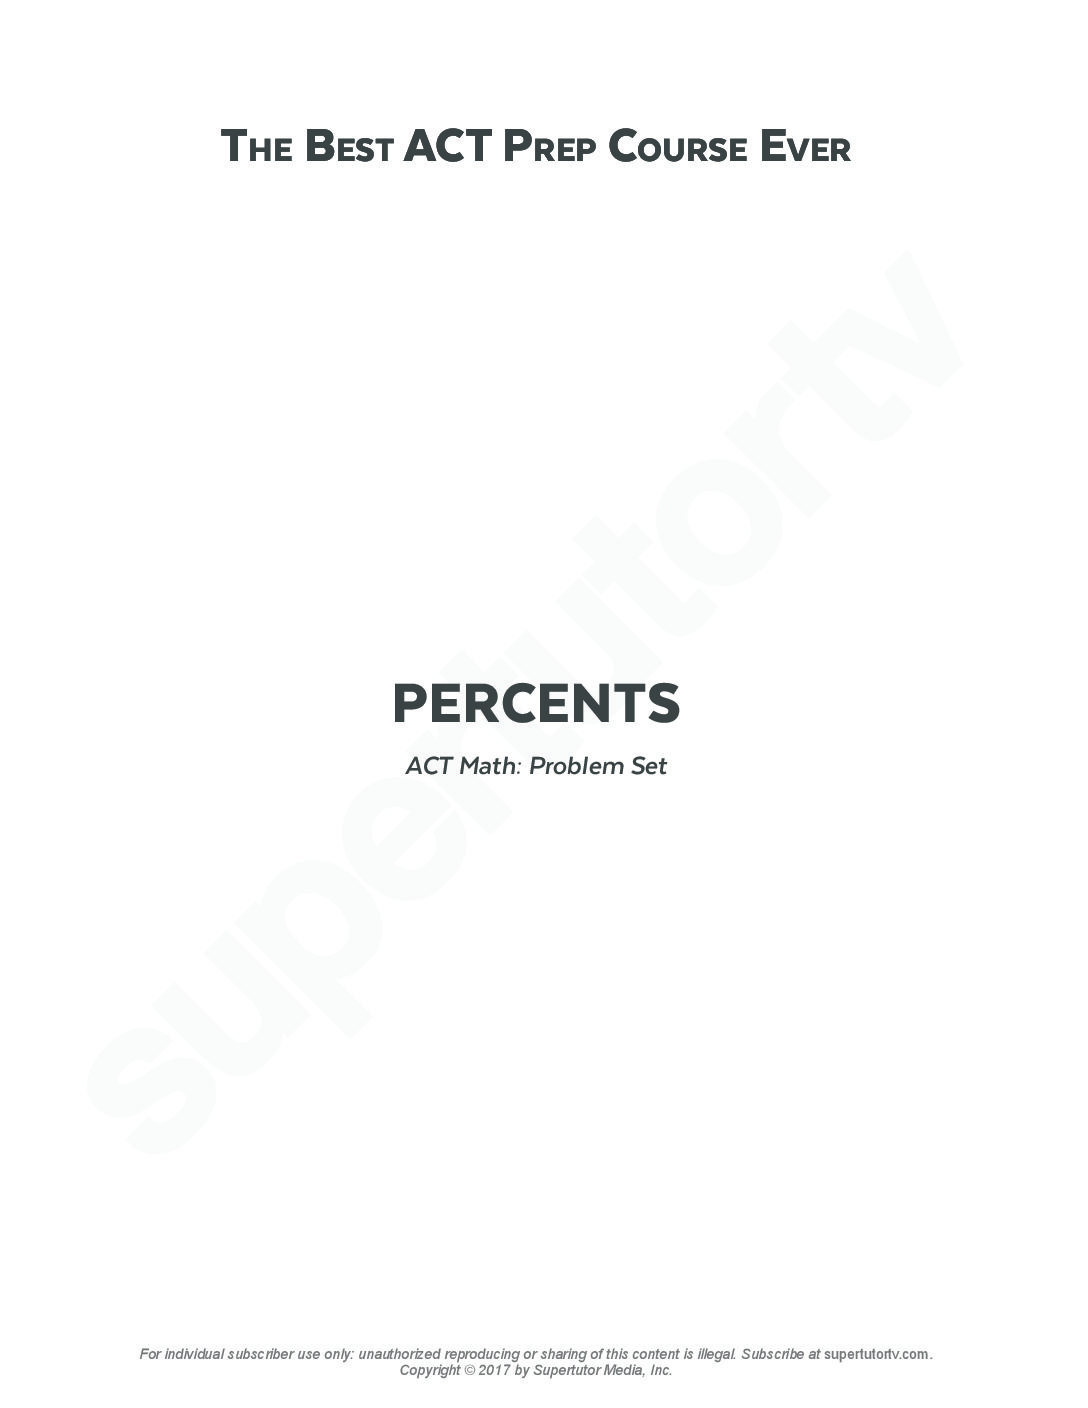 THE BEST ACT PREP COURSE EVER
supertutortv
PERCENTS
ACT Math: Problem Set
For individual subscriber use only: unauthorized reproducing or sharing of this content is illegal. Subscribe at supertutortv.com.
Copyright © 2017 by Supertutor Media, Inc.